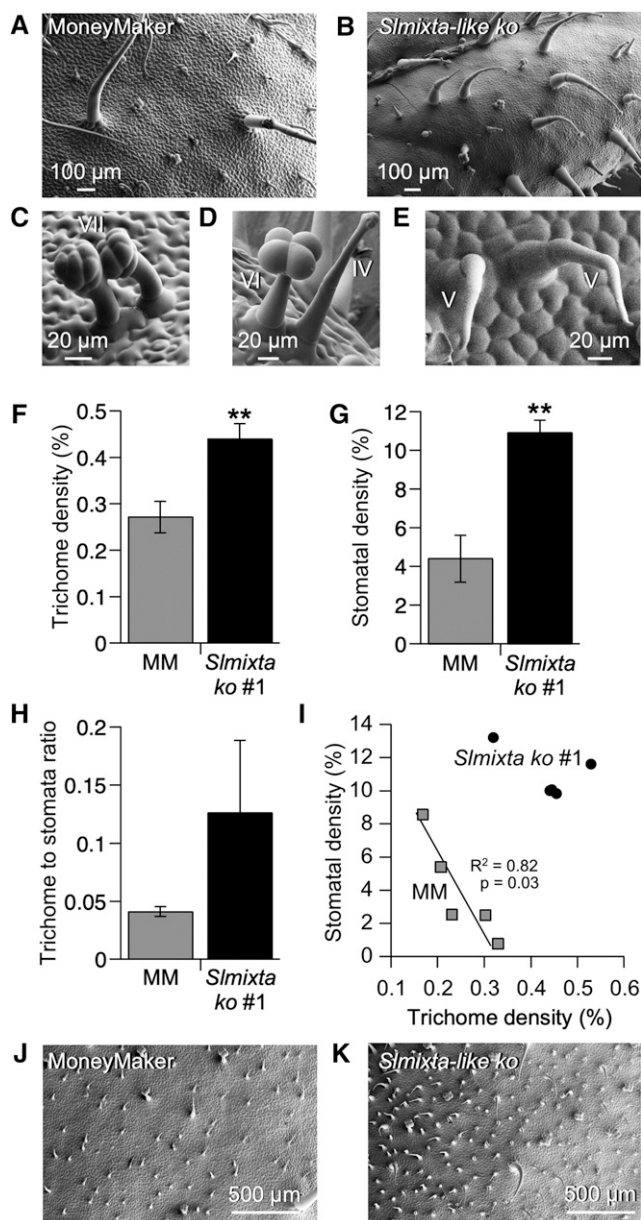 A
MoneyMaker
100 µm
B
Slmixta-like ko
100 µm
C
VII
20 µm
D
VI
IV
20 µm
E
V
V
20 µm
F
Trichome density (%)
0.5
0.4
0.3
0.2
0.1
0
**
MM
Slmixta
ko #1
G
Stomatal density (%)
12
10
8
6
4
2
0
**
MM
Slmixta
ko #1
H
Trichome to stomata ratio
0.2
0.15
0.1
0.05
0
MM
Slmixta
ko #1
I
Stomatal density (%)
14
12
10
8
6
4
2
0
Slmixta ko #1
R² = 0.82
p = 0.03
MM
0.1 0.2 0.3 0.4 0.5 0.6
Trichome density (%)
J
MoneyMaker
500 µm
K
Slmixta-like ko
500 µm